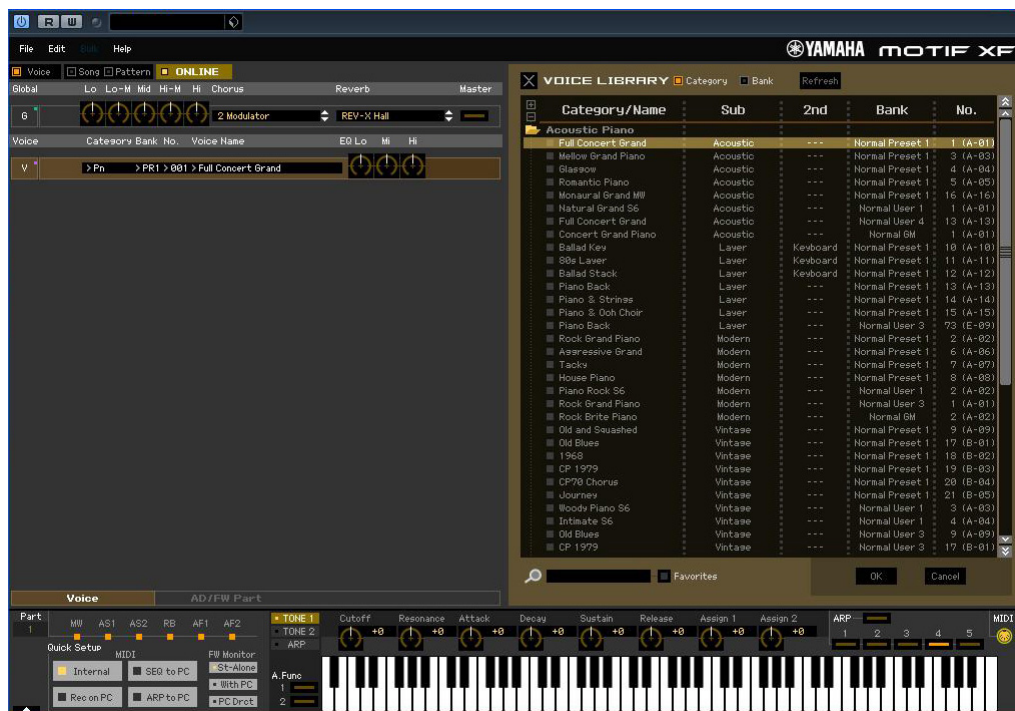 R W
File Edit Bulk Help YAMAHA MOTIF XF
Voice Song Pattern ONLINE
Global Lo Lo-M Mid Hi-M Hi Chorus Reverb Master
G 2 Modulator REV-X Hall
Voice Category Bank No. Voice Name EQ Lo Mi Hi
V >Pn >PR1 >001 >Full Concert Grand
VOICE LIBRARY Category Bank Refresh
Category/Name Sub 2nd Bank No.
Acoustic Piano
Full Concert Grand Acoustic --- Normal Preset 1 1 (A-01)
Mellow Grand Piano Acoustic --- Normal Preset 1 3 (A-03)
Glasgow Acoustic --- Normal Preset 1 4 (A-04)
Romantic Piano Acoustic --- Normal Preset 1 5 (A-05)
Monaural Grand MW Acoustic --- Normal Preset 1 16 (A-16)
Natural Grand S6 Acoustic --- Normal User 1 1 (A-01)
Full Concert Grand Acoustic --- Normal User 4 13 (A-13)
Concert Grand Piano Acoustic --- Normal GM 1 (A-01)
Ballad Key Layer Keyboard Normal Preset 1 10 (A-10)
80s Layer Layer Keyboard Normal Preset 1 11 (A-11)
Ballad Stack Layer Keyboard Normal Preset 1 12 (A-12)
Piano Back Layer --- Normal Preset 1 13 (A-13)
Piano & Strings Layer --- Normal Preset 1 14 (A-14)
Piano & Ooh Choir Layer --- Normal Preset 1 15 (A-15)
Piano Back Layer --- Normal User 3 73 (E-09)
Rock Grand Piano Modern --- Normal Preset 1 2 (A-02)
Aggressive Grand Modern --- Normal Preset 1 6 (A-06)
Tacky Modern --- Normal Preset 1 7 (A-07)
House Piano Modern --- Normal Preset 1 8 (A-08)
Piano Rock S6 Modern --- Normal User 1 2 (A-02)
Rock Grand Piano Modern --- Normal User 3 1 (A-01)
Rock Brite Piano Modern --- Normal GM 2 (A-02)
Old and Squashed Vintage --- Normal Preset 1 9 (A-09)
Old Blues Vintage --- Normal Preset 1 17 (B-01)
1968 Vintage --- Normal Preset 1 18 (B-02)
CP 1979 Vintage --- Normal Preset 1 19 (B-03)
CP70 Chorus Vintage --- Normal Preset 1 20 (B-04)
Journey Vintage --- Normal Preset 1 21 (B-05)
Woody Piano S6 Vintage --- Normal User 1 3 (A-03)
Intimate S6 Vintage --- Normal User 1 4 (A-04)
Old Blues Vintage --- Normal User 3 9 (A-09)
CP 1979 Vintage --- Normal User 3 17 (B-01)
Favorites OK Cancel
Voice AD/FW Part
Part MW AS1 AS2 RB AF1 AF2
1
Quick Setup MIDI FW Monitor
Internal SEQ to PC St-Alone
With PC
Rec on PC ARP to PC PC Drct
TONE 1 Cutoff Resonance Attack Decay Sustain Release Assign 1 Assign 2 ARP MIDI
TONE 2 +0 +0 +0 +0 +0 +0 +0 +0 1 2 3 4 5
ARP
A.Func
1
2